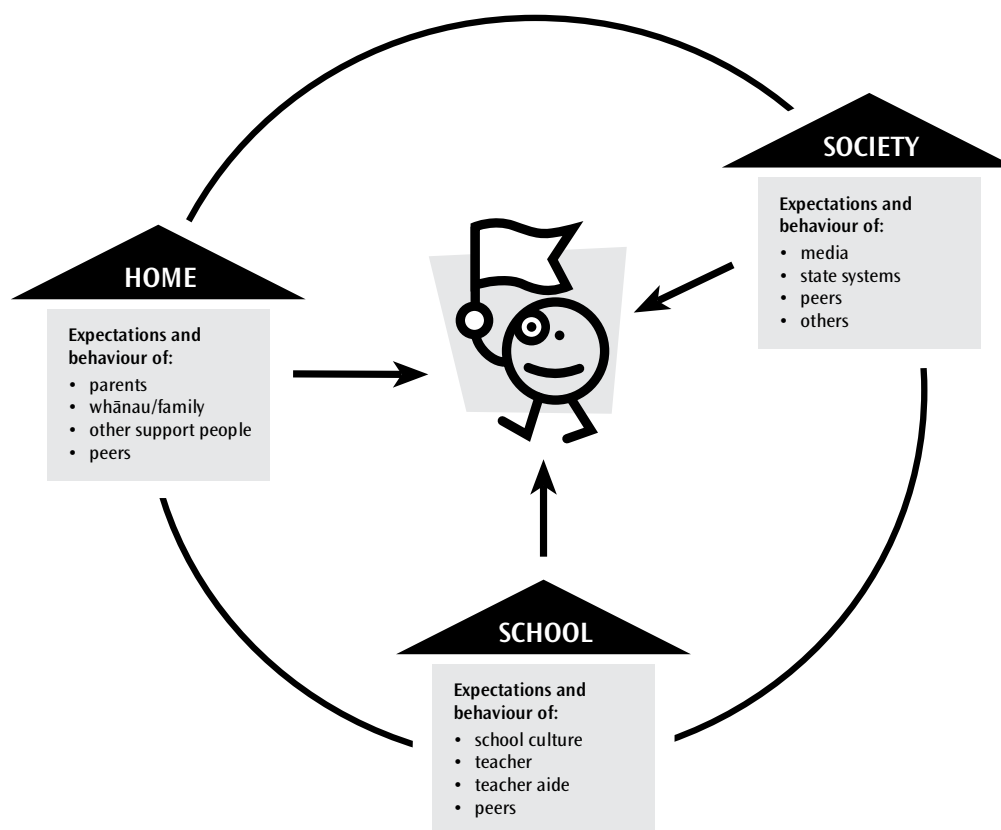 SOCIETY
Expectations and
behaviour of:
• media
• state systems
• peers
• others
HOME
Expectations and
behaviour of:
• parents
• whānau/family
• other support people
• peers
SCHOOL
Expectations and
behaviour of:
• school culture
• teacher
• teacher aide
• peers